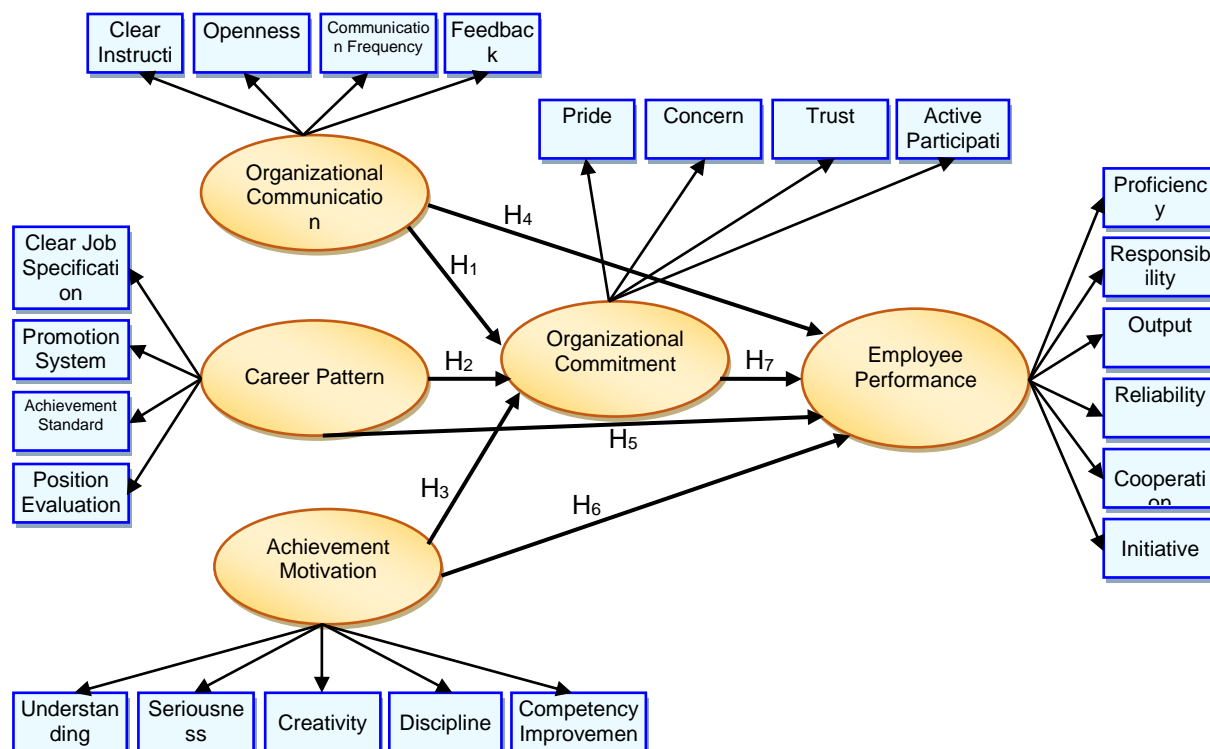 Clear
Instructi
Openness
Communicatio
n Frequency
Feedbac
k
Pride
Concern
Trust
Active
Participati
Organizational
Communicatio
n
H4
H1
Proficienc
y
Clear Job
Specificati
on
Responsib
ility
Promotion
System
Career Pattern
H2
Organizational
Commitment
H7
Employee
Performance
Output
Achievement
Standard
Reliability
H5
Position
Evaluation
H3
H6
Cooperati
on
Achievement
Motivation
Initiative
Understan
ding
Seriousne
ss
Creativity
Discipline
Competency
Improvemen